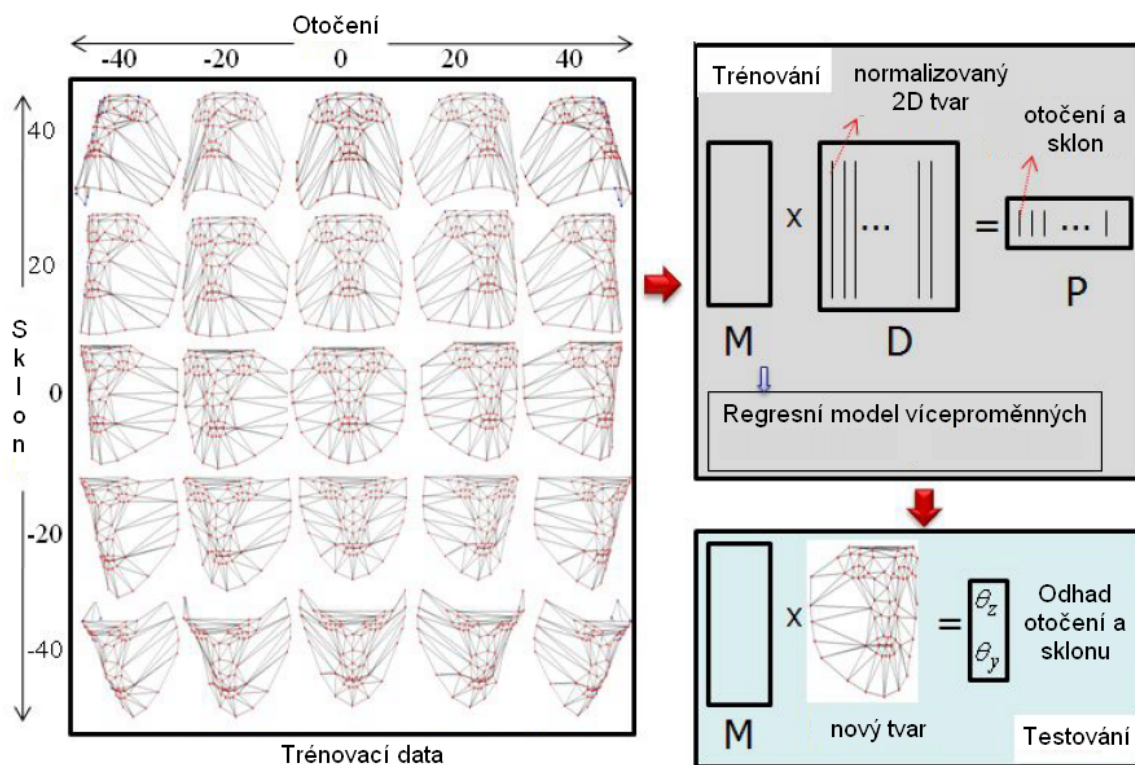 Otočení
-40 -20 0 20 40
Sklon
40
20
0
-20
-40
Trénovací data
Trénování
normalizovaný
2D tvar
otočení a
sklon
x ... = ...
M D P
Regresní model víceproměnných
M x = θz θy
Odhad
otočení a
sklonu
nový tvar
Testování